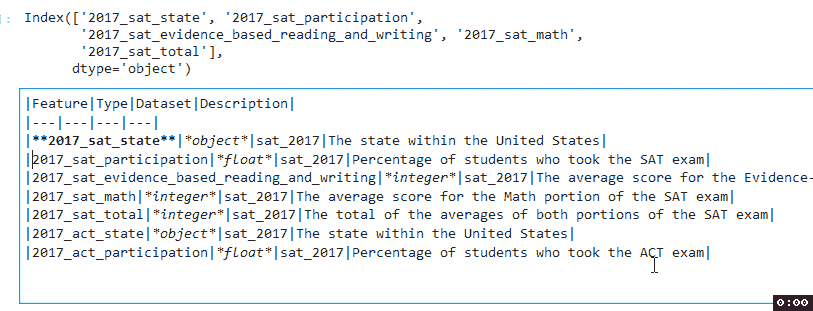 Index(['2017_sat_state', '2017_sat_participation',
'2017_sat_evidence_based_reading_and_writing', '2017_sat_math',
'2017_sat_total'],
dtype='object')
|Feature|Type|Dataset|Description|
|---|---|---|---|
|**2017_sat_state**|*object*|sat_2017|The state within the United States|
|2017_sat_participation|*float*|sat_2017|Percentage of students who took the SAT exam|
|2017_sat_evidence_based_reading_and_writing|*integer*|sat_2017|The average score for the Evidence-
|2017_sat_math|*integer*|sat_2017|The average score for the Math portion of the SAT exam|
|2017_sat_total|*integer*|sat_2017|The total of the averages of both portions of the SAT exam|
|2017_act_state|*object*|sat_2017|The state within the United States|
|2017_act_participation|*float*|sat_2017|Percentage of students who took the ACT exam|
0:00